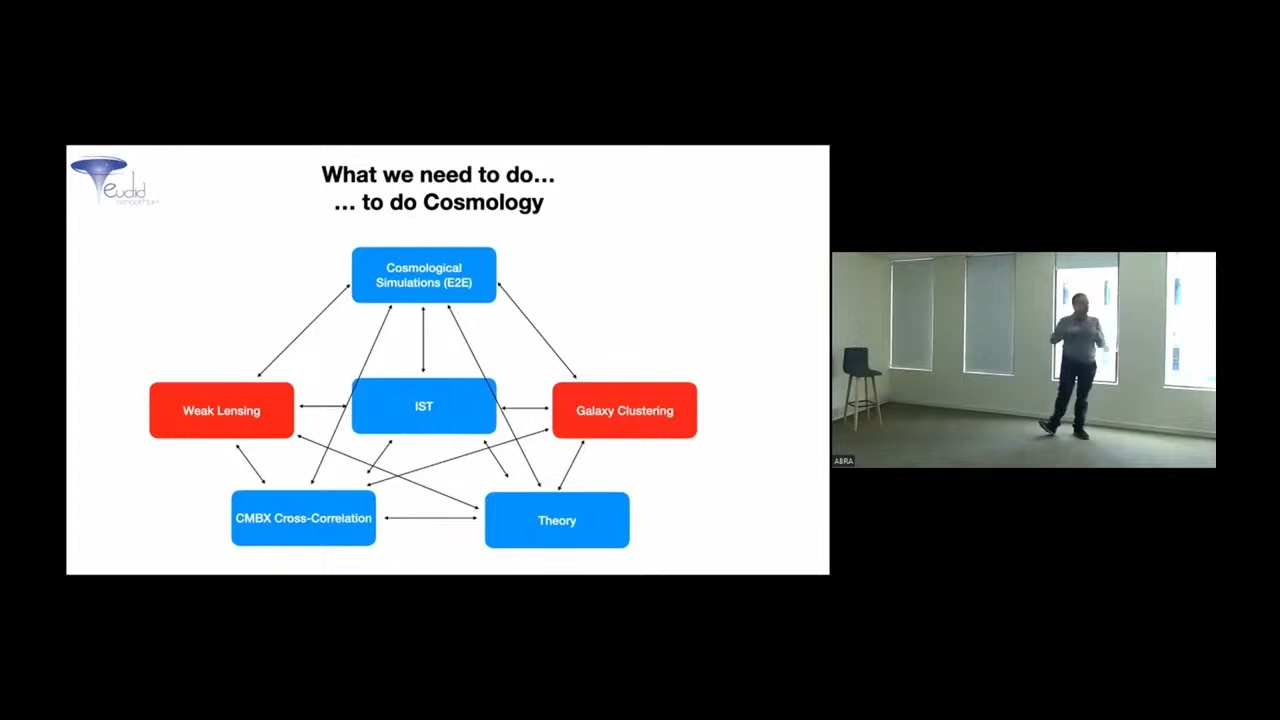 euclid
What we need to do...
... to do Cosmology
Cosmological
Simulations (E2E)
Weak Lensing
IST
Galaxy Clustering
CMBX Cross-Correlation
Theory
ABRA